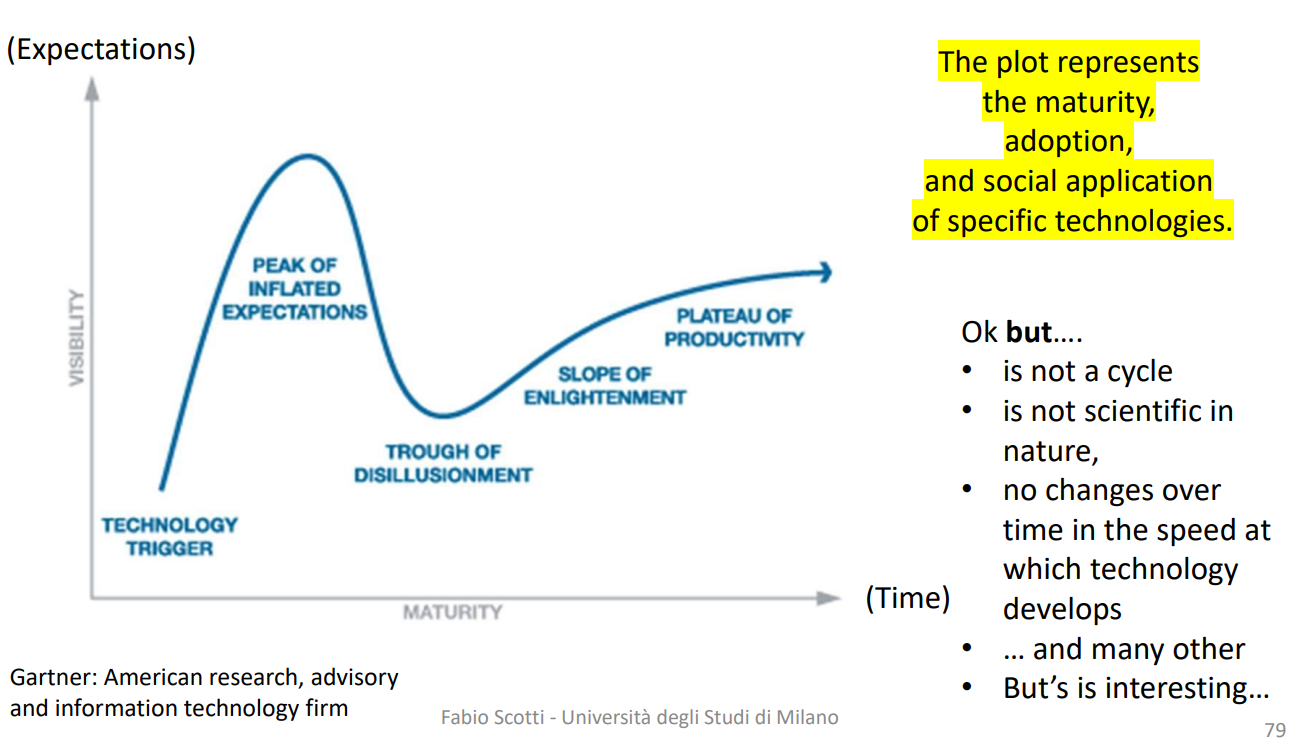 (Expectations)
The plot represents
the maturity,
adoption,
and social application
of specific technologies.
VISIBILITY
PEAK OF
INFLATED
EXPECTATIONS
PLATEAU OF
PRODUCTIVITY
SLOPE OF
ENLIGHTENMENT
TROUGH OF
DISILLUSIONMENT
TECHNOLOGY
TRIGGER
MATURITY
(Time)
Ok but….
• is not a cycle
• is not scientific in
nature,
• no changes over
time in the speed at
which technology
develops
• … and many other
• But’s is interesting…
Gartner: American research, advisory
and information technology firm
Fabio Scotti - Università degli Studi di Milano
79